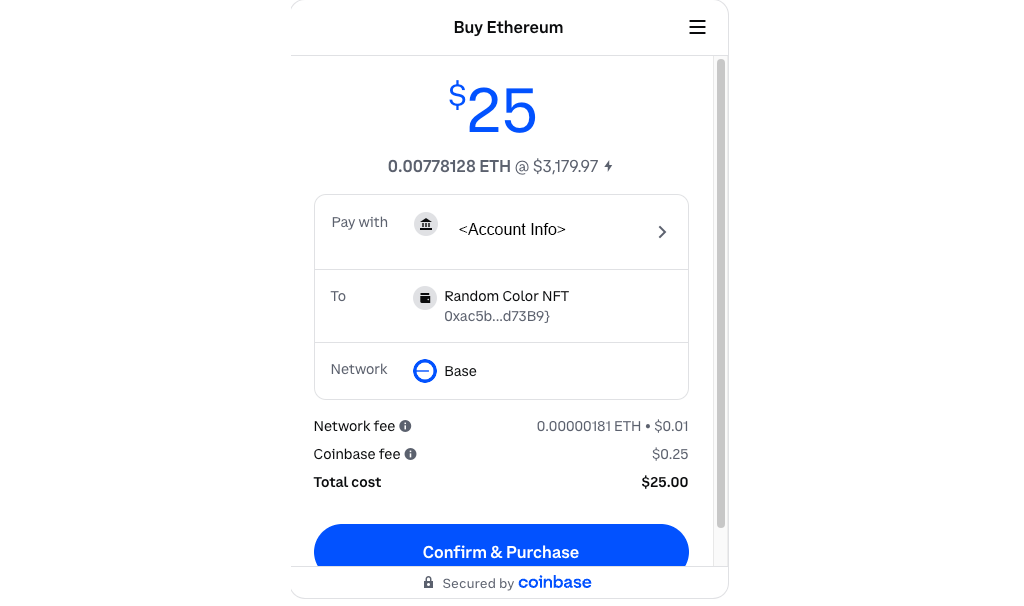 Buy Ethereum
$25
0.00778128 ETH @ $3,179.97
Pay with <Account Info>
To Random Color NFT
0xac5b...d73B9}
Network Base
Network fee 0.00000181 ETH • $0.01
Coinbase fee $0.25
Total cost $25.00
Confirm & Purchase
Secured by coinbase